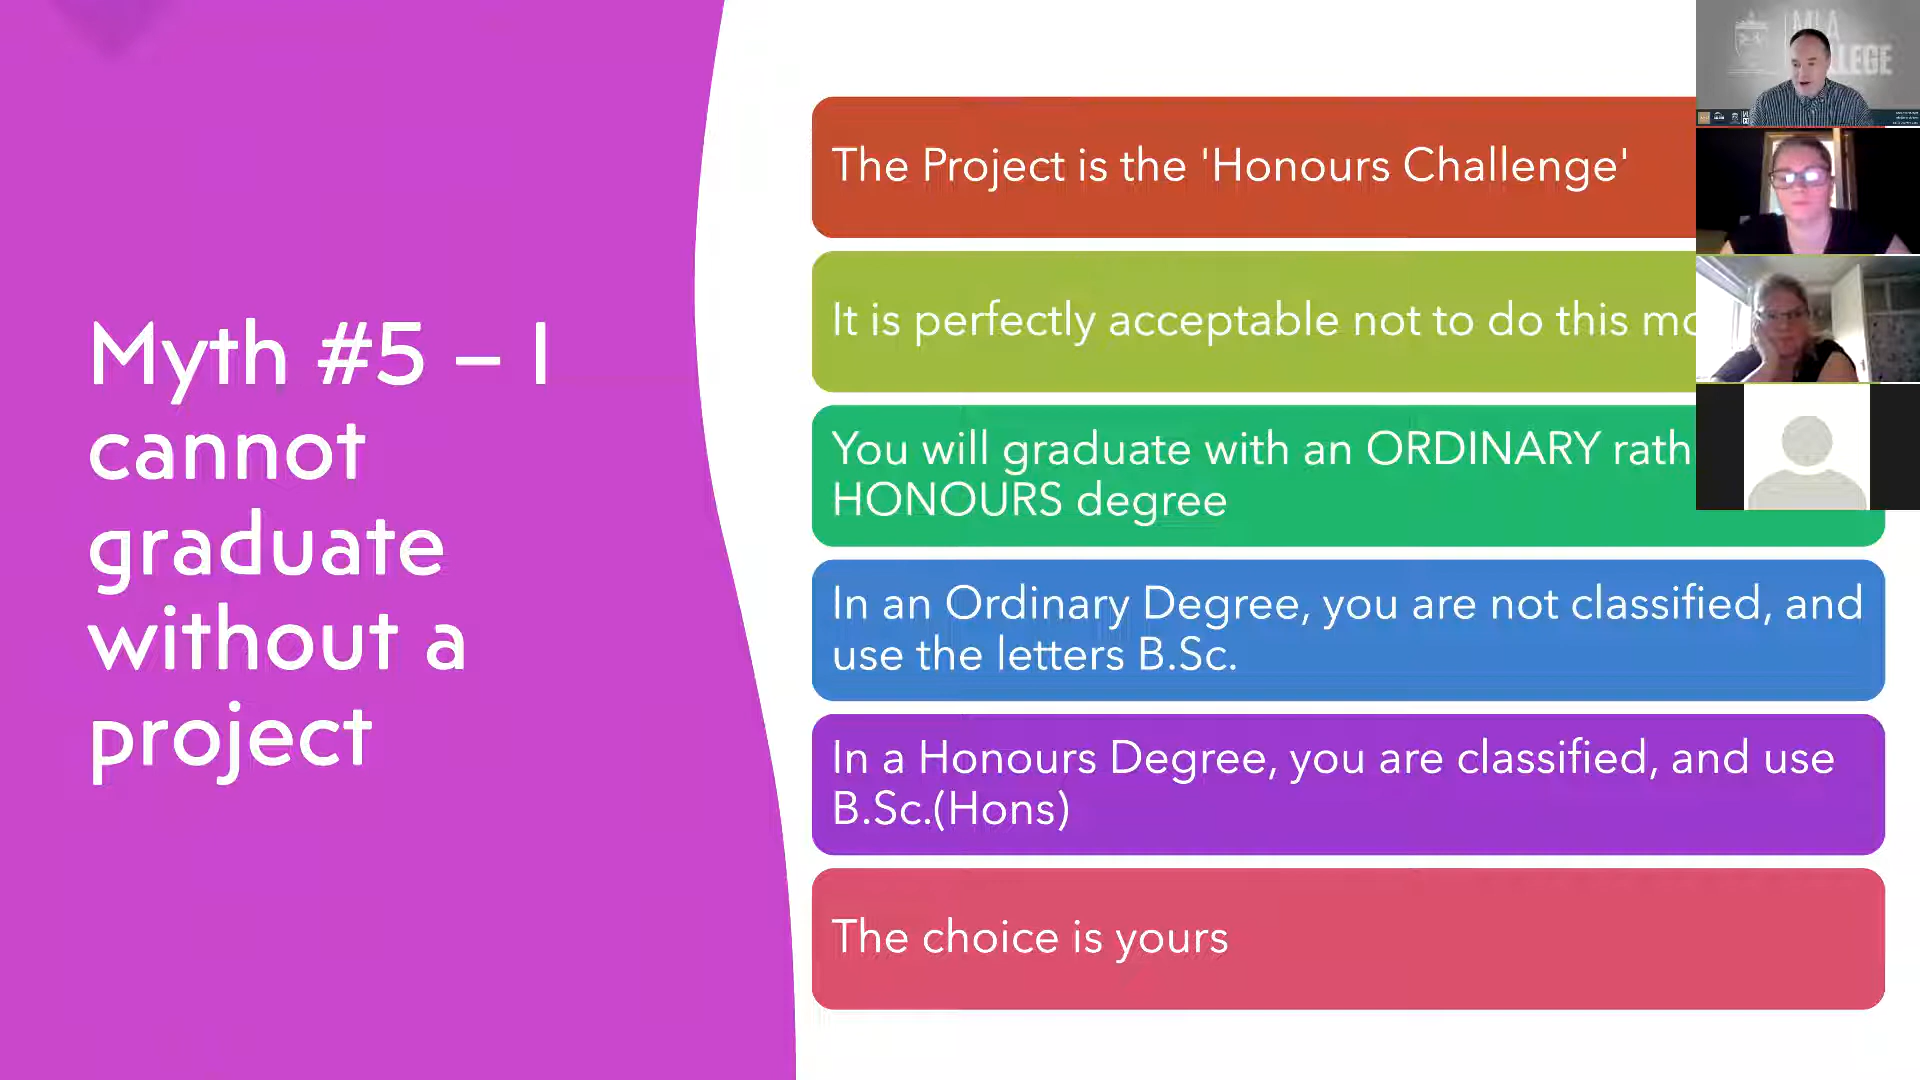 Myth #5 – I
cannot
graduate
without a
project
The Project is the 'Honours Challenge'
It is perfectly acceptable not to do this
You will graduate with an ORDINARY
HONOURS degree
In an Ordinary Degree, you are not classified, and
use the letters B.Sc.
In a Honours Degree, you are classified, and use
B.Sc.(Hons)
The choice is yours